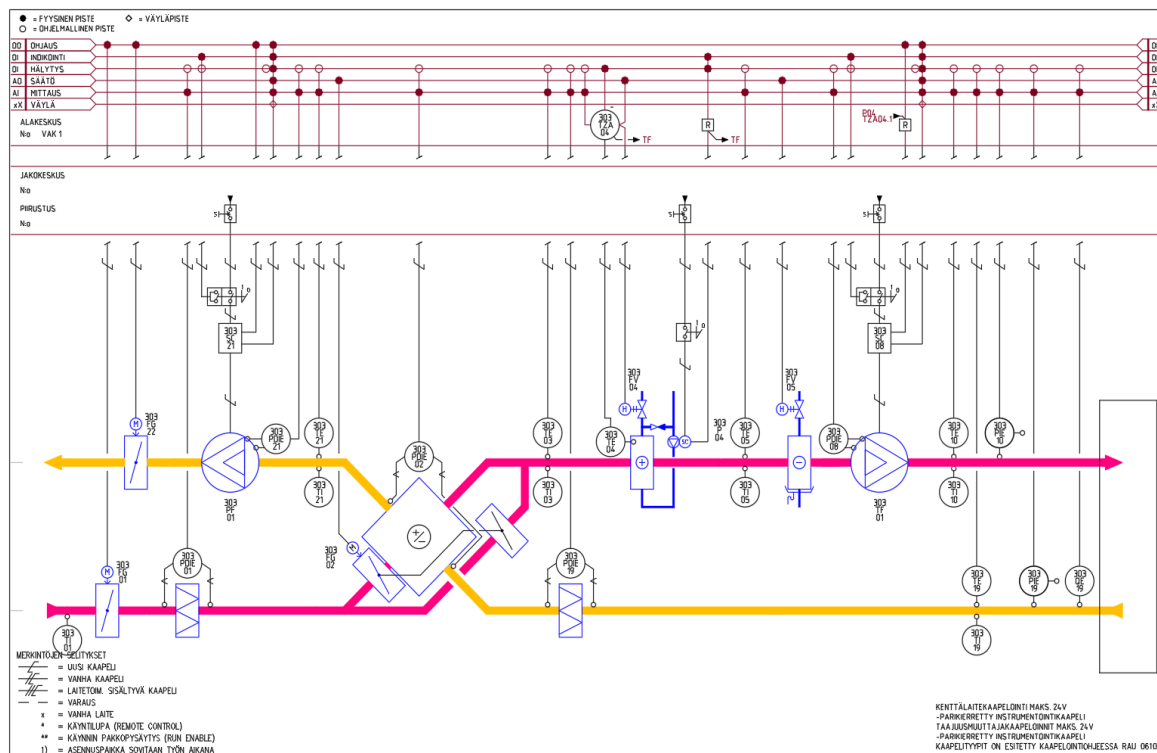 ● = FYYSINEN PISTE ◇ = VÄYLÄPISTE
○ = OHJELMALLINEN PISTE
DO OHJAUS
DI INDIKOINTI
DI HÄLYTYS
AO SÄÄTÖ
AI MITTAUS
xX VÄYLÄ
ALAKESKUS
N:o VAK 1
303 TZA 04
TF
R
TF
P04
TZA04.1
R
JAKOKESKUS
N:o
PIIRUSTUS
N:o
303 SC 21
303 SC 08
303 FG 22
303 PDIE 21
303 TE 21
303 PDIE 02
303 TE 03
303 TE 04
303 FV 04
H
303 P 04
SC
303 TE 05
303 FV 05
H
303 PDIE 08
303 TE 10
303 PIE 10
M
303 PF 01
303 TI 21
303 TI 03
303 TI 05
303 TF 01
303 TI 10
303 FG 01
M
303 PDIE 01
303 FG 02
M
303 PDIE 19
303 TE 19
303 PIE 19
303 QE 19
303 TI 01
303 TI 19
MERKINTÖJEN SELITYKSET
= UUSI KAAPELI
= VANHA KAAPELI
= LAITETOIM. SISÄLTYVÄ KAAPELI
= VARAUS
x = VANHA LAITE
* = KÄYNTILUPA (REMOTE CONTROL)
** = KÄYNNIN PAKKOPYSÄYTYS (RUN ENABLE)
1) = ASENNUSPAIKKA SOVITAAN TYÖN AIKANA
KENTTÄLAITEKAAPELOINTI MAKS. 24V
-PARIKIERRETTY INSTRUMENTOINTIKAAPELI
TAAJUUSMUUTTAJAKAAPELOINNIT MAKS. 24V
-PARIKIERRETTY INSTRUMENTOINTIKAAPELI
KAAPELITYYPIT ON ESITETTY KAAPELOINTIOHJEESSA RAU